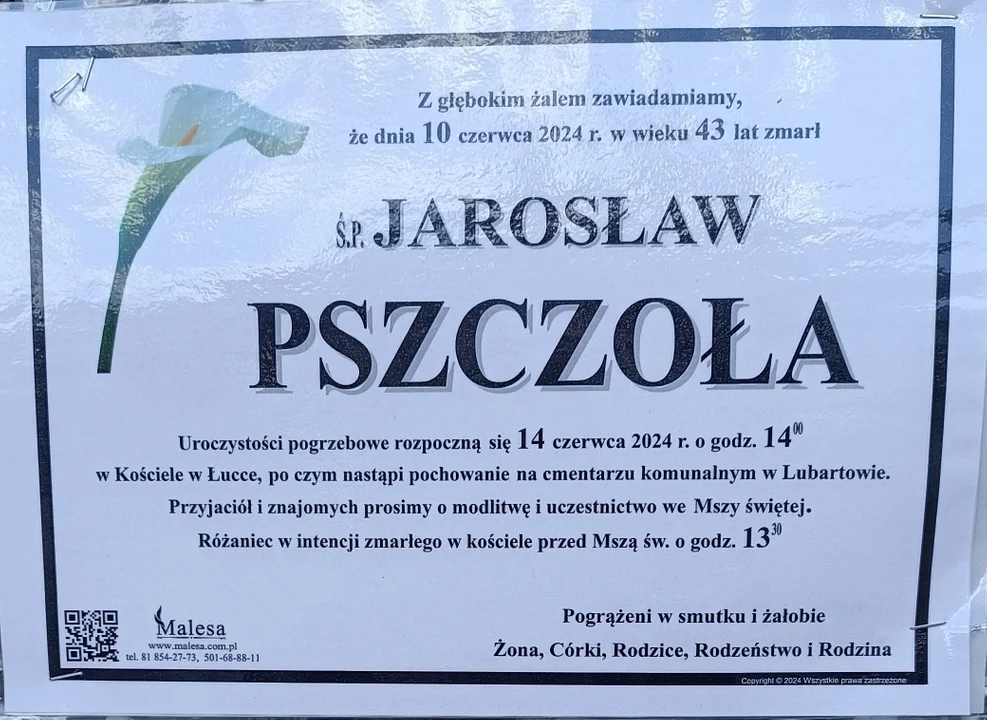 Z głębokim żalem zawiadamiamy,
że dnia 10 czerwca 2024 r. w wieku 43 lat zmarł
Ś.P. JAROSŁAW
PSZCZOŁA
Uroczystości pogrzebowe rozpoczną się 14 czerwca 2024 r. o godz. 14⁰⁰
w Kościele w Łucce, po czym nastąpi pochowanie na cmentarzu komunalnym w Lubartowie.
Przyjaciół i znajomych prosimy o modlitwę i uczestnictwo we Mszy świętej.
Różaniec w intencji zmarłego w kościele przed Mszą św. o godz. 13³⁰
Pogrążeni w smutku i żałobie
Żona, Córki, Rodzice, Rodzeństwo i Rodzina
Malesa
www.malesa.com.pl
tel. 81 854-27-73, 501-68-88-11
Copyright © 2024 Wszystkie prawa zastrzeżone